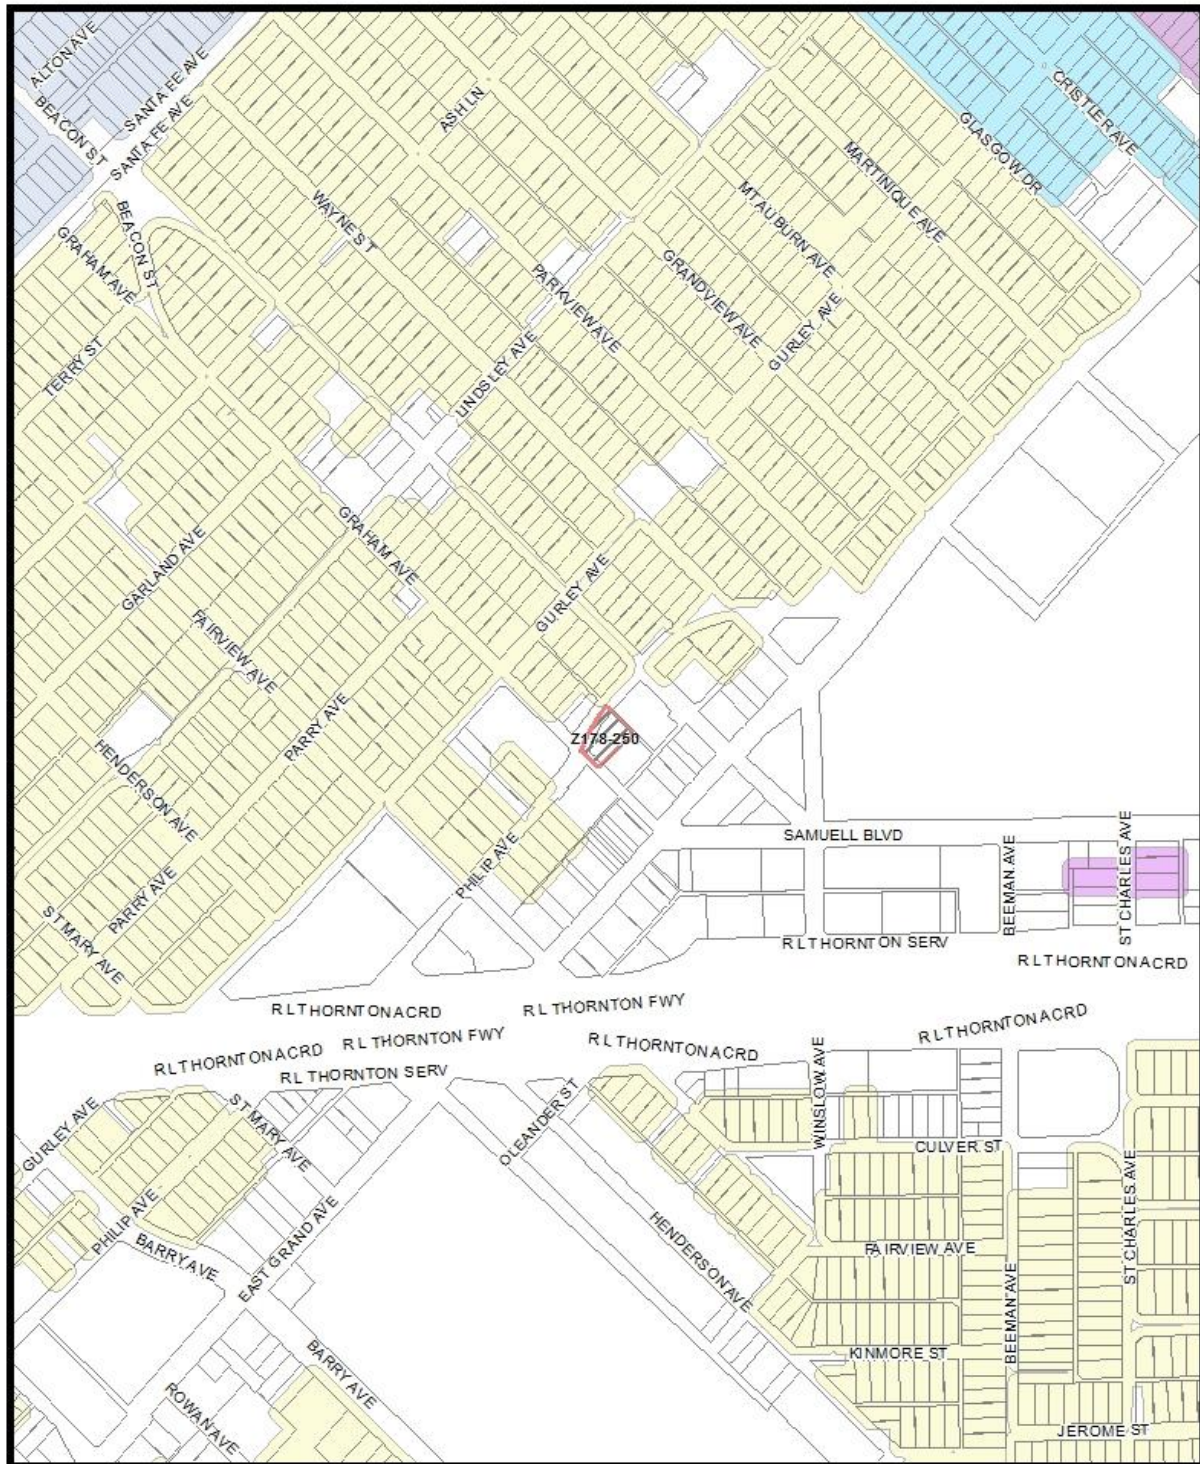 ALTON AVE
SANTA FE AVE
BEACON ST
SANTA FE AVE
ASH LN
CRISTLER AVE
GLASGOW DR
MARTINIQUE AVE
MT AUBURN AVE
WAYNE ST
BEACON ST
GRAHAM AVE
PARKVIEW AVE
GRANDVIEW AVE
GURLEY AVE
TERRY ST
LINDSLEY AVE
GRAHAM AVE
GARLAND AVE
GURLEY AVE
FAIRVIEW AVE
PARRY AVE
Z178-250
HENDERSON AVE
SAMUELL BLVD
PHILIP AVE
BEEMAN AVE
ST CHARLES AVE
PARRY AVE
ST MARY AVE
R L THORNTON SERV
R L THORNTON ACRD
R L THORNTON ACRD
R L THORNTON FWY
R L THORNTON ACRD
R L THORNTON FWY
R L THORNTON ACRD
R L THORNTON ACRD
R L THORNTON SERV
WINSLOW AVE
GURLEY AVE
ST MARY AVE
OLEANDER ST
CULVER ST
PHILIP AVE
BARRY AVE
EAST GRAND AVE
HENDERSON AVE
FAIRVIEW AVE
ST CHARLES AVE
BEEMAN AVE
KINMORE ST
BARRY AVE
ROWAN AVE
JEROME ST